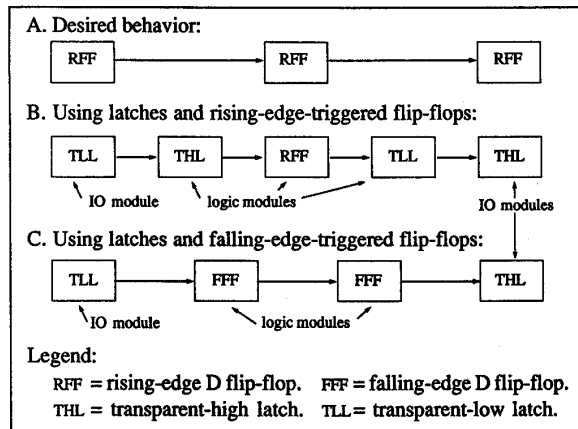 A. Desired behavior:
RFF RFF RFF
B. Using latches and rising-edge-triggered flip-flops:
TLL THL RFF TLL THL
IO module logic modules IO modules
C. Using latches and falling-edge-triggered flip-flops:
TLL FFF FFF THL
IO module logic modules
Legend:
RFF = rising-edge D flip-flop. FFF = falling-edge D flip-flop.
THL = transparent-high latch. TLL = transparent-low latch.